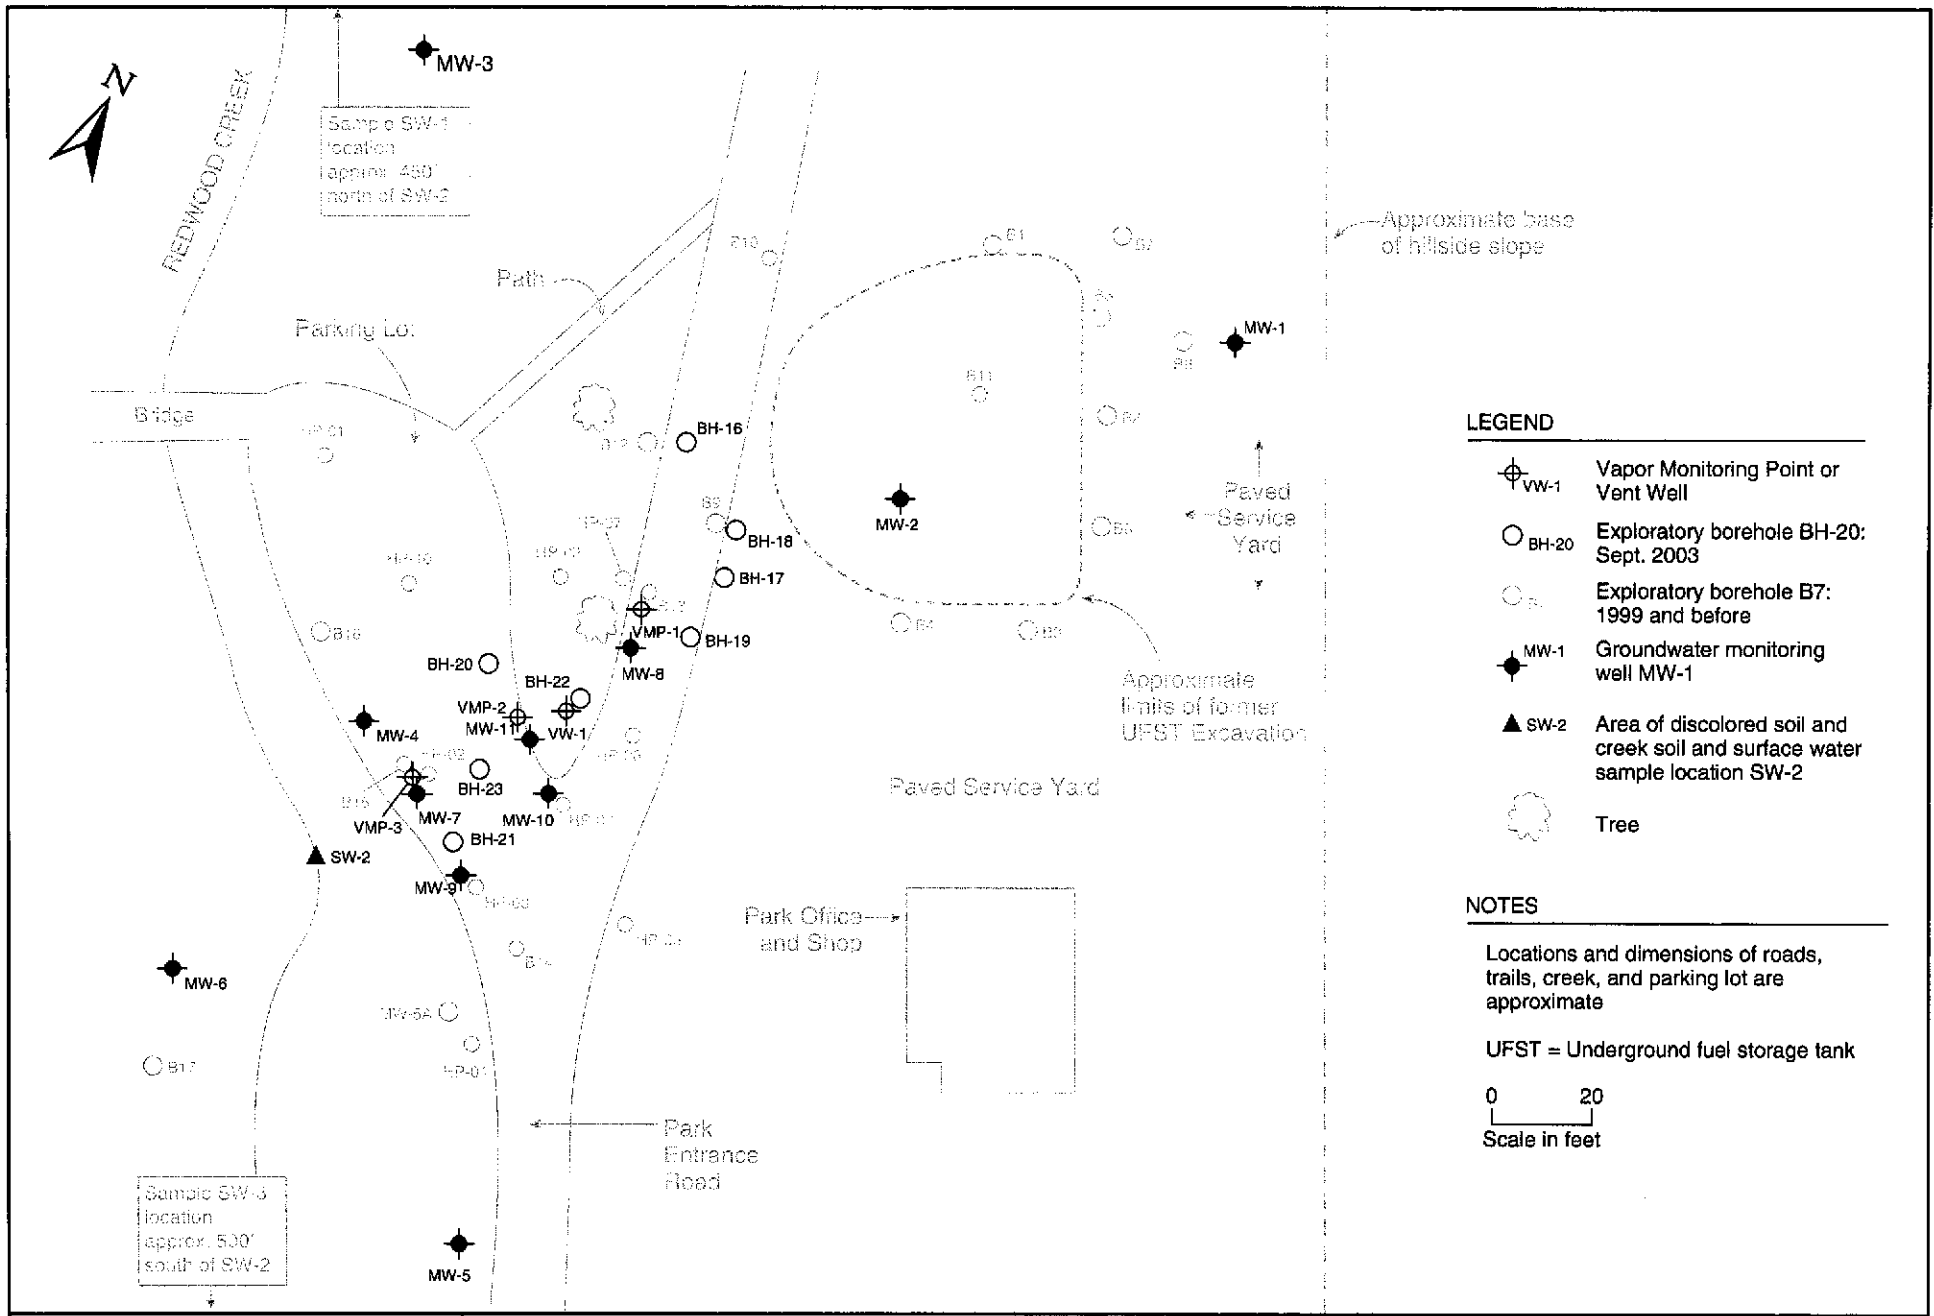 N
MW-3
REDWOOD CREEK
Sample SW-1
location
approx. 450'
north of SW-2
Approximate base
of hillside slope
B1
B10
Path
Parking Lot
MW-1
B8
B11
Bridge
BH-16
MW-2
Paved
Service
Yard
B9
BH-18
BH-17
VMP-1
BH-19
B4
B3
MW-8
BH-20
BH-22
VMP-2
MW-11
VW-1
MW-4
Approximate
limits of former
UFST Excavation
BH-23
MW-7
MW-10
VMP-3
BH-21
SW-2
MW-9
Paved Service Yard
Park Office
and Shop
B14
MW-6
B17
Park
Entrance
Road
Sample SW-3
location
approx. 500'
south of SW-2
MW-5
LEGEND
VW-1
Vapor Monitoring Point or
Vent Well
BH-20
Exploratory borehole BH-20:
Sept. 2003
Exploratory borehole B7:
1999 and before
MW-1
Groundwater monitoring
well MW-1
SW-2
Area of discolored soil and
creek soil and surface water
sample location SW-2
Tree
NOTES
Locations and dimensions of roads,
trails, creek, and parking lot are
approximate
UFST = Underground fuel storage tank
0 20
Scale in feet